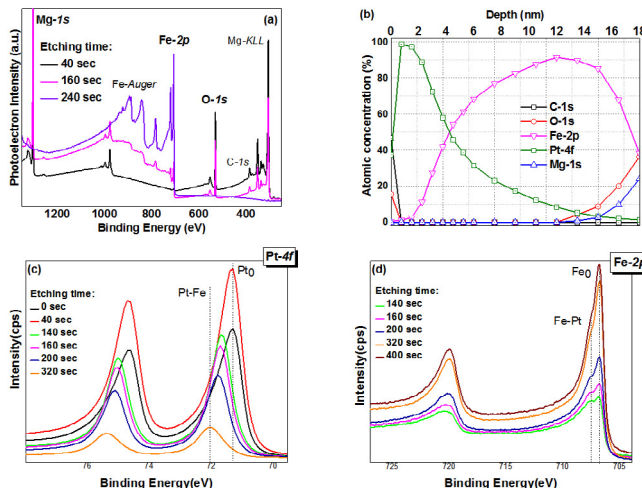 (a)
Mg-1s
Etching time:
40 sec
160 sec
240 sec
Fe-2p
Mg-KLL
Fe-Auger
O-1s
C-1s
Photoelectron Intensity (a.u.)
1200 1000 800 600 400
Binding Energy (eV)
(b)
Depth (nm)
0 2 4 6 8 10 12 14 16 18
100
80
60
40
20
0
Atomic concentration (%)
C-1s
O-1s
Fe-2p
Pt-4f
Mg-1s
(c)
Pt-4f
Etching time:
0 sec
40 sec
140 sec
160 sec
200 sec
320 sec
Pt-Fe
Pt0
Intensity(cps)
76 74 72 70
Binding Energy(eV)
(d)
Fe-2p
Fe0
Fe-Pt
Etching time:
140 sec
160 sec
200 sec
320 sec
400 sec
Intensity(cps)
725 720 715 710 705
Binding Energy(eV)